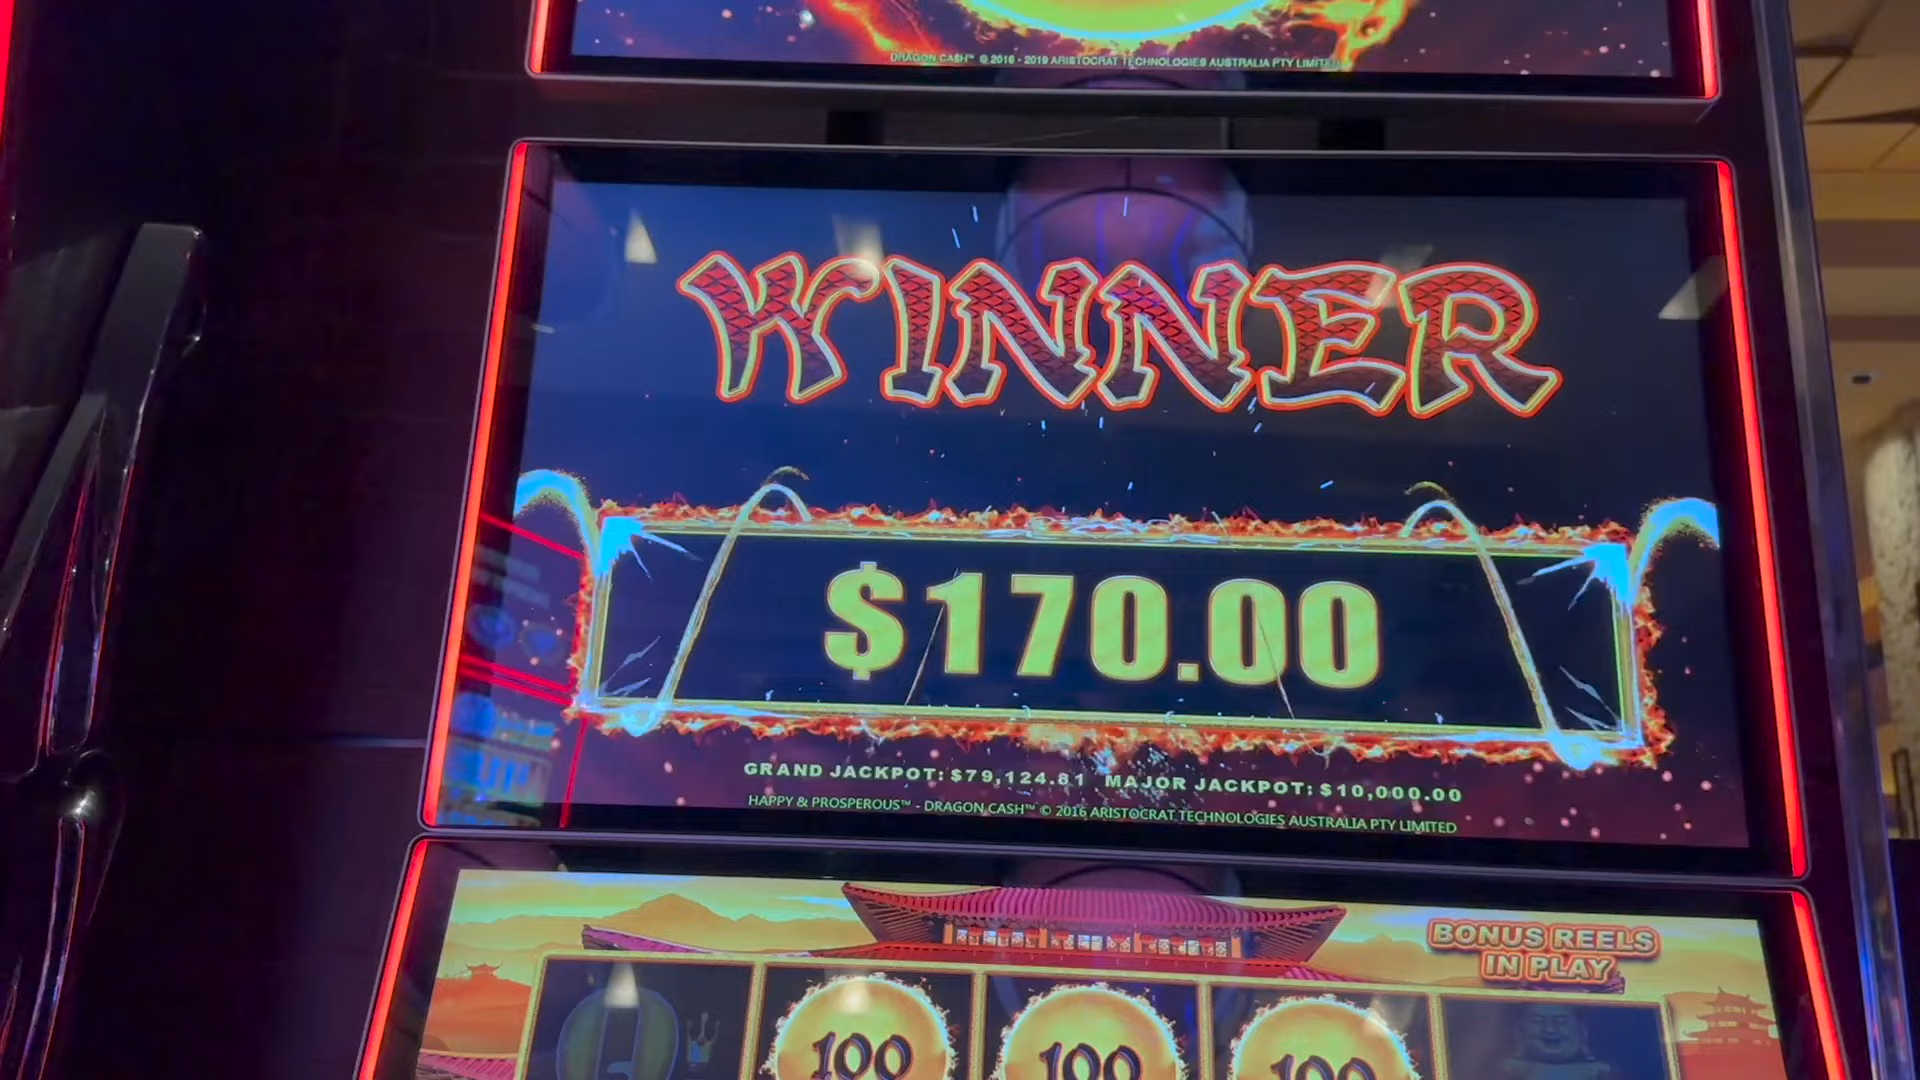 DRAGON CASH™ © 2016 - 2019 ARISTOCRAT TECHNOLOGIES AUSTRALIA PTY LIMITED
WINNER
$170.00
GRAND JACKPOT: $79,124.81 MAJOR JACKPOT: $10,000.00
HAPPY & PROSPEROUS™ - DRAGON CASH™ © 2016 ARISTOCRAT TECHNOLOGIES AUSTRALIA PTY LIMITED
BONUS REELS
IN PLAY
100 100 100